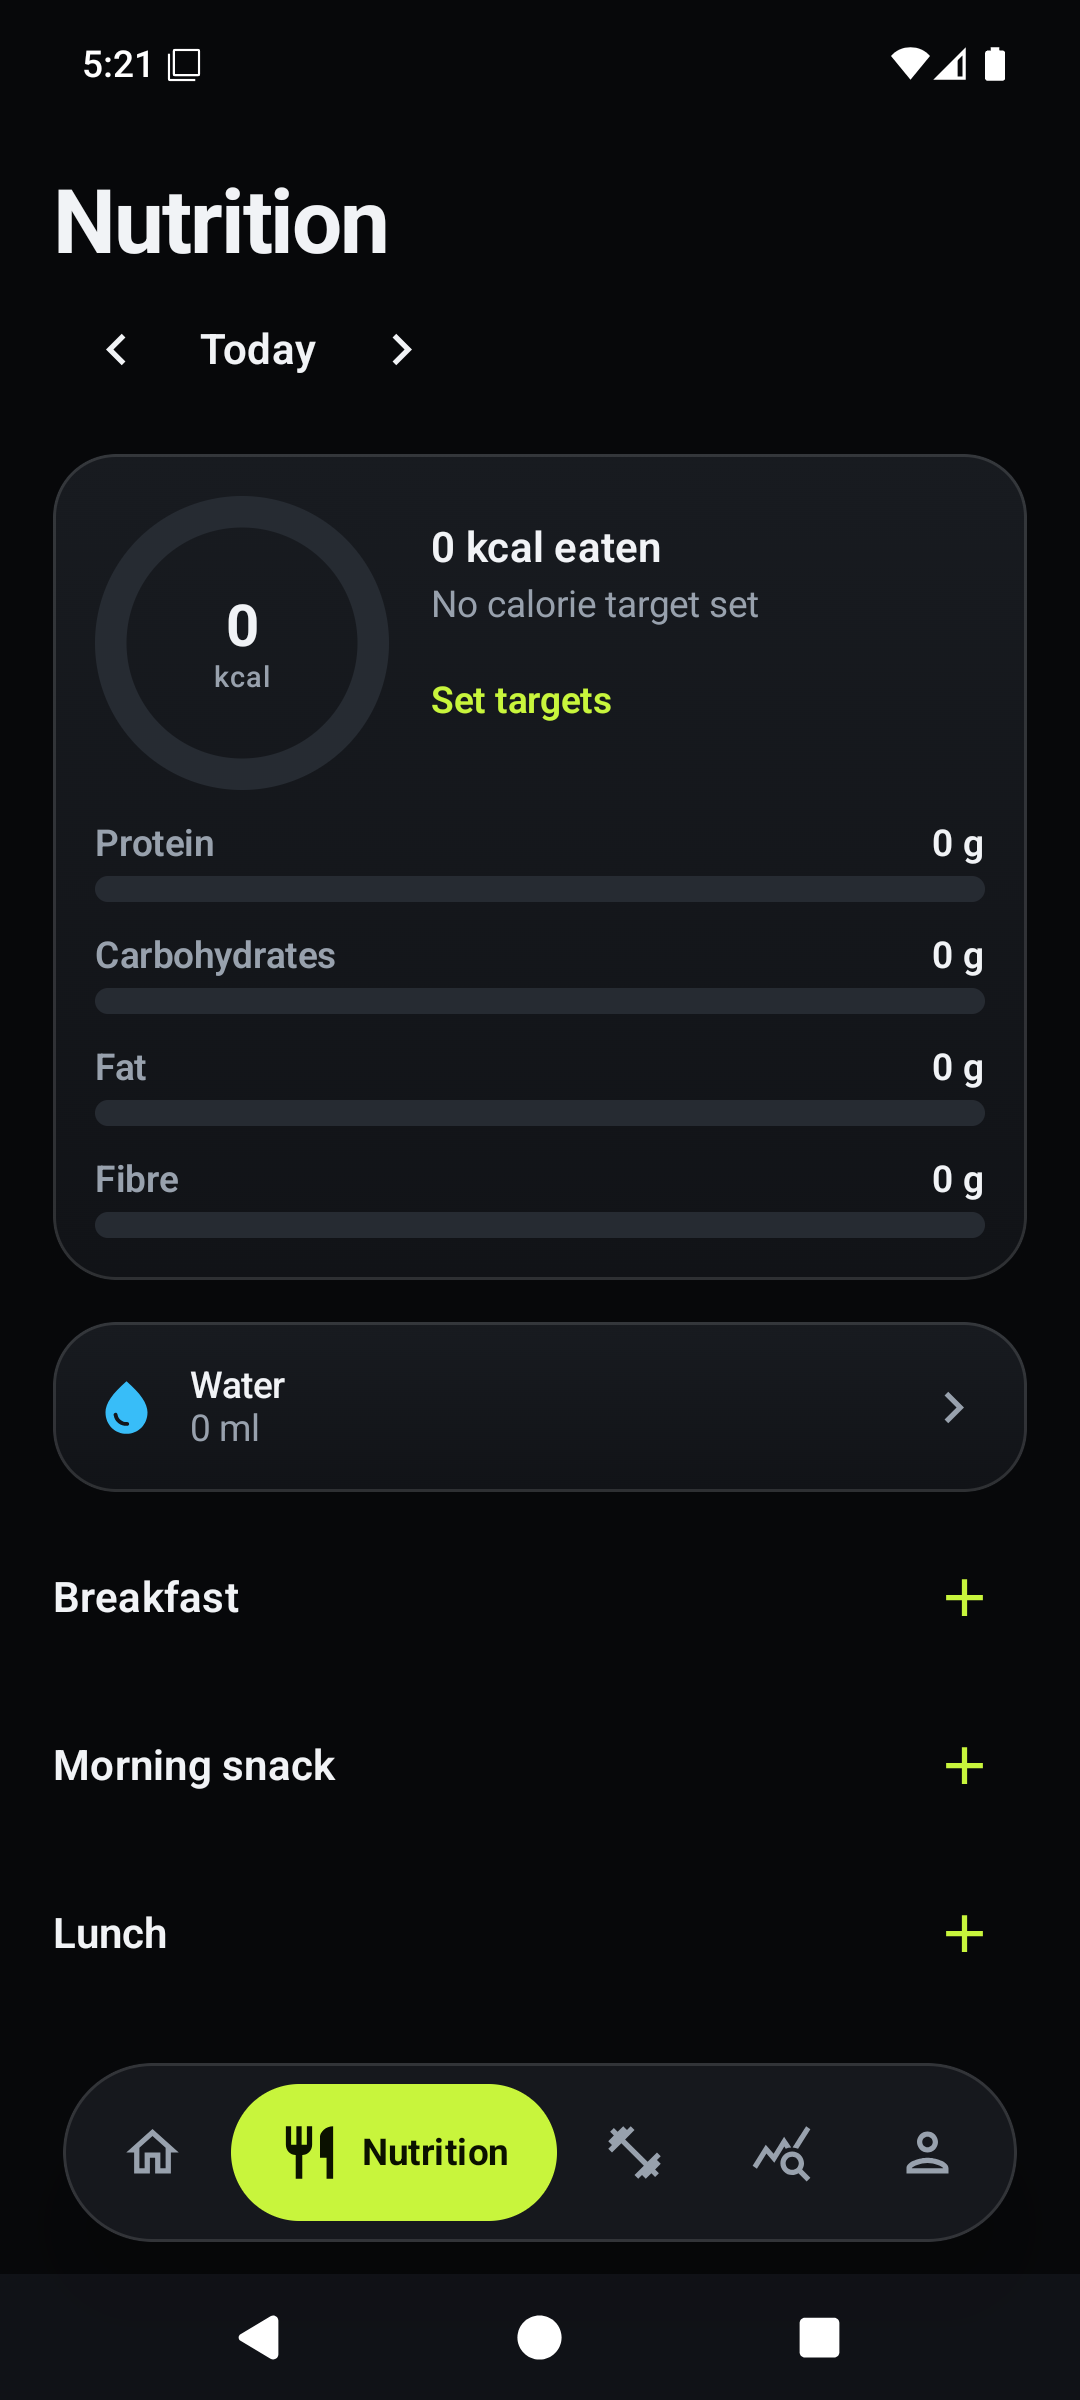 5:21
Nutrition
Today
0
kcal
0 kcal eaten
No calorie target set
Set targets
Protein 0 g
Carbohydrates 0 g
Fat 0 g
Fibre 0 g
Water
0 ml
Breakfast
Morning snack
Lunch
Nutrition